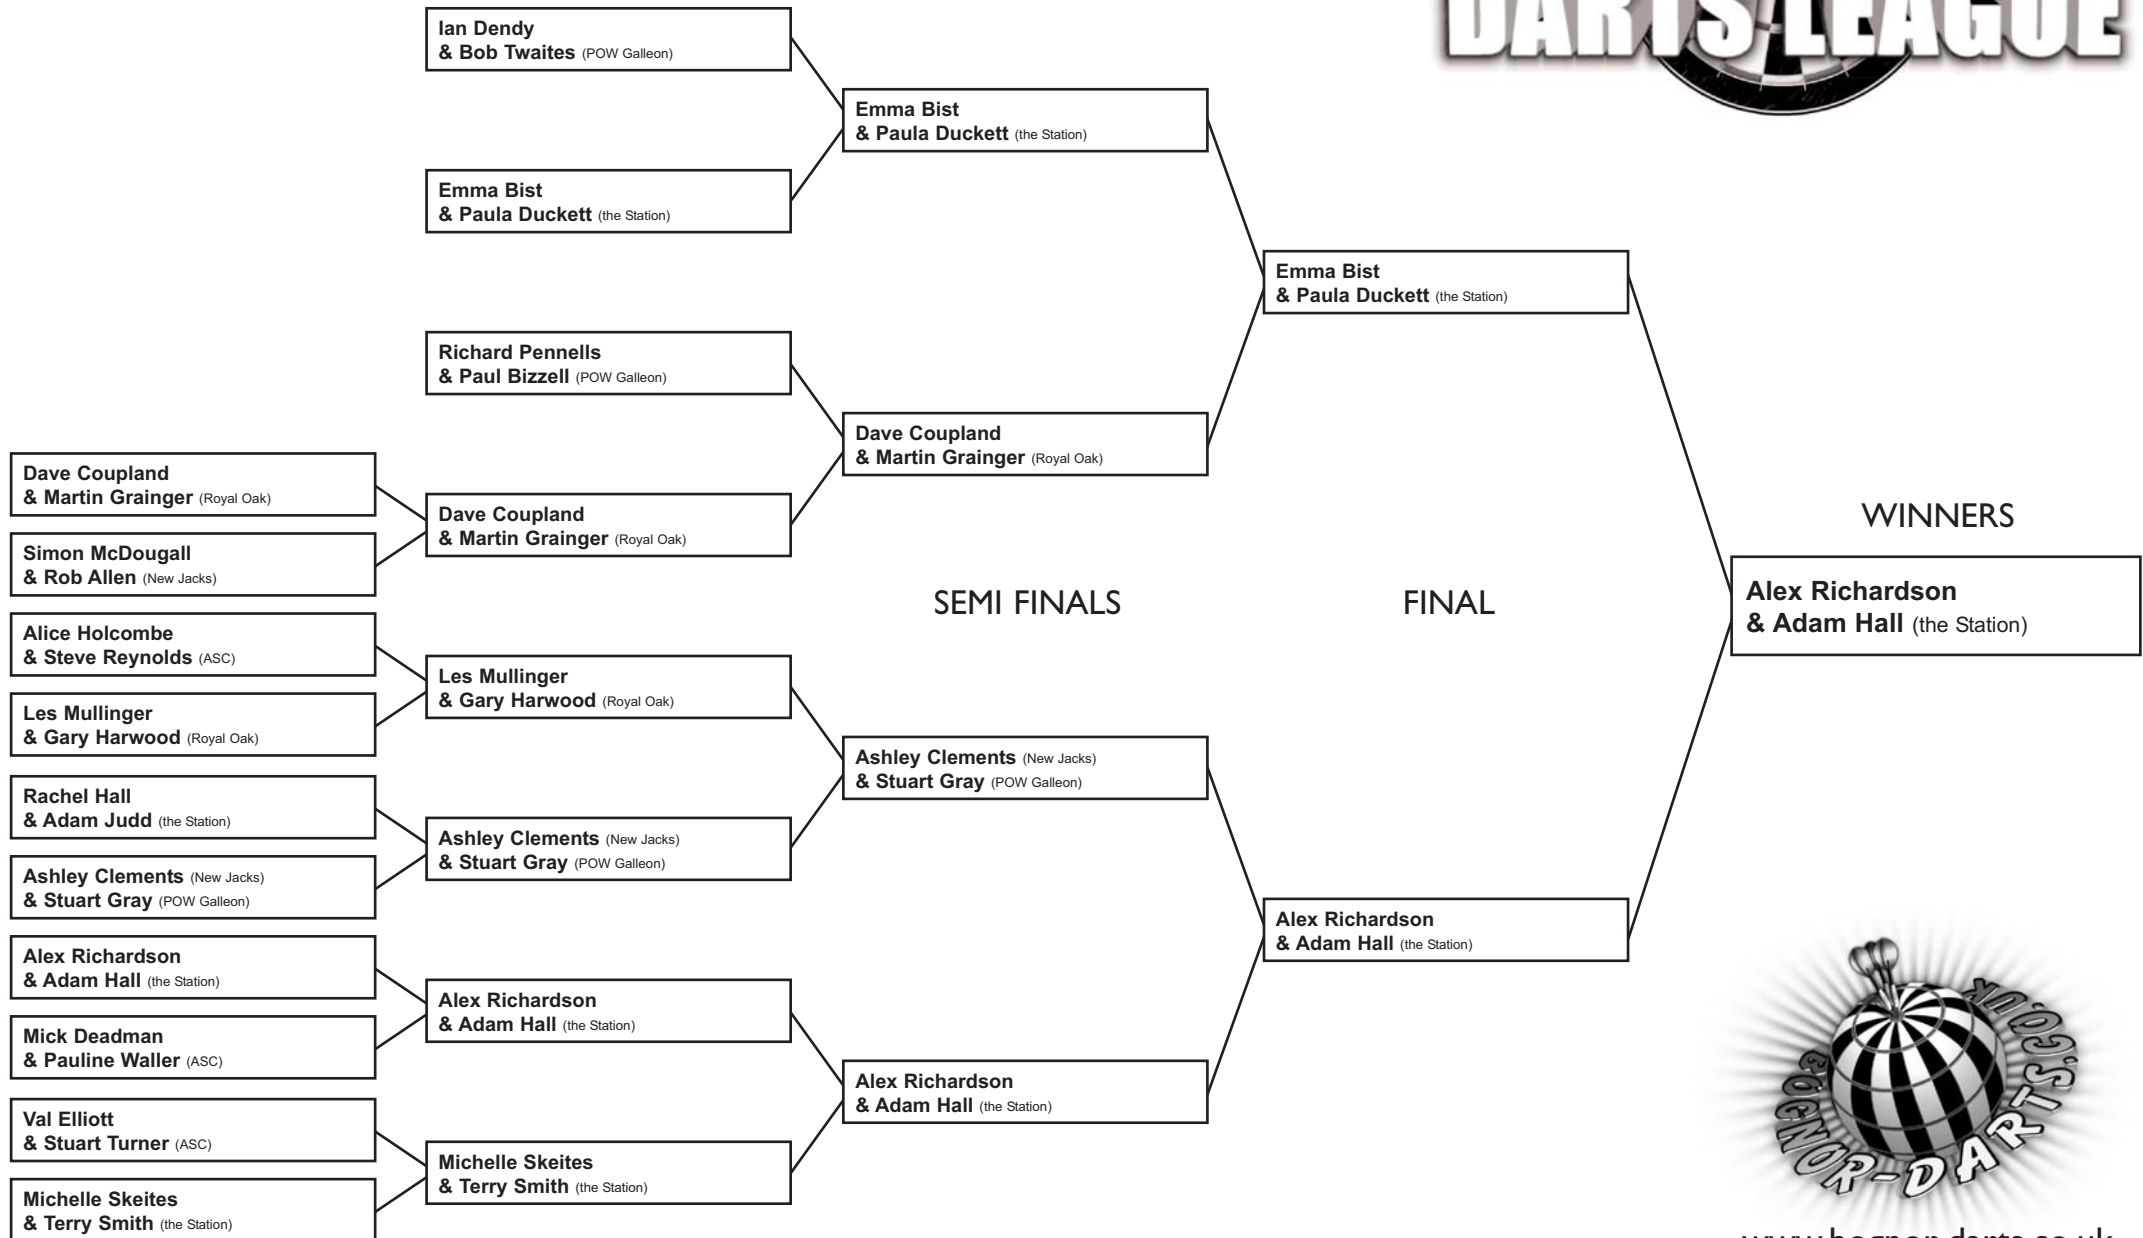 DARTS LEAGUE
Ian Dendy
& Bob Twaites (POW Galleon)
Emma Bist
& Paula Duckett (the Station)
Richard Pennells
& Paul Bizzell (POW Galleon)
Dave Coupland
& Martin Grainger (Royal Oak)
Les Mullinger
& Gary Harwood (Royal Oak)
Ashley Clements (New Jacks)
& Stuart Gray (POW Galleon)
Alex Richardson
& Adam Hall (the Station)
Michelle Skeites
& Terry Smith (the Station)
Dave Coupland
& Martin Grainger (Royal Oak)
Simon McDougall
& Rob Allen (New Jacks)
Alice Holcombe
& Steve Reynolds (ASC)
Les Mullinger
& Gary Harwood (Royal Oak)
Rachel Hall
& Adam Judd (the Station)
Ashley Clements (New Jacks)
& Stuart Gray (POW Galleon)
Alex Richardson
& Adam Hall (the Station)
Mick Deadman
& Pauline Waller (ASC)
Val Elliott
& Stuart Turner (ASC)
Michelle Skeites
& Terry Smith (the Station)
Emma Bist
& Paula Duckett (the Station)
Dave Coupland
& Martin Grainger (Royal Oak)
SEMI FINALS
Ashley Clements (New Jacks)
& Stuart Gray (POW Galleon)
Alex Richardson
& Adam Hall (the Station)
Emma Bist
& Paula Duckett (the Station)
FINAL
Alex Richardson
& Adam Hall (the Station)
WINNERS
Alex Richardson
& Adam Hall (the Station)
BOGNOR-DARTS.CO.UK
www.bognor-darts.co.uk